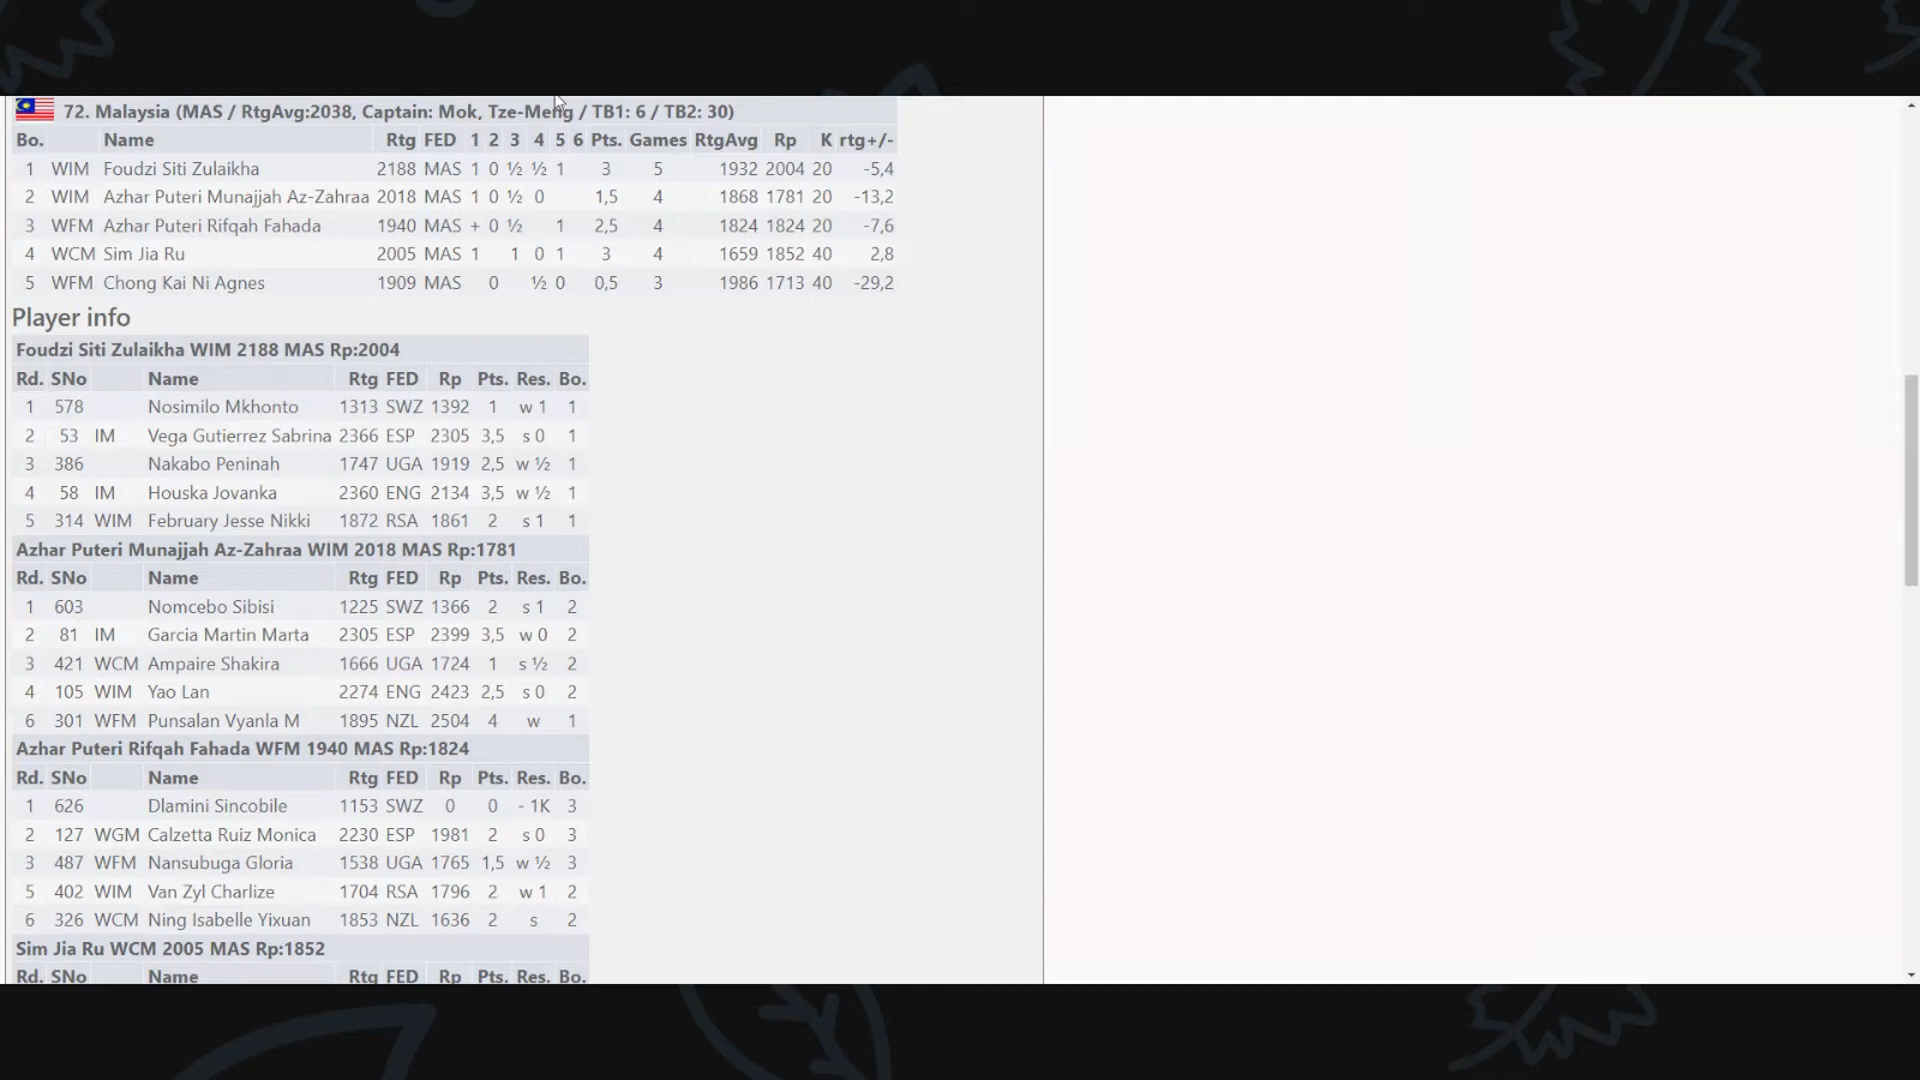 72. Malaysia (MAS / RtgAvg:2038, Captain: Mok, Tze-Meng / TB1: 6 / TB2: 30)
Bo. Name Rtg FED 1 2 3 4 5 6 Pts. Games RtgAvg Rp K rtg+/-
1 WIM Foudzi Siti Zulaikha 2188 MAS 1 0 ½ ½ 1 3 5 1932 2004 20 -5,4
2 WIM Azhar Puteri Munajjah Az-Zahraa 2018 MAS 1 0 ½ 0 1,5 4 1868 1781 20 -13,2
3 WFM Azhar Puteri Rifqah Fahada 1940 MAS + 0 ½ 1 2,5 4 1824 1824 20 -7,6
4 WCM Sim Jia Ru 2005 MAS 1 1 0 1 3 4 1659 1852 40 2,8
5 WFM Chong Kai Ni Agnes 1909 MAS 0 ½ 0 0,5 3 1986 1713 40 -29,2
Player info
Foudzi Siti Zulaikha WIM 2188 MAS Rp:2004
Rd. SNo Name Rtg FED Rp Pts. Res. Bo.
1 578 Nosimilo Mkhonto 1313 SWZ 1392 1 w 1 1
2 53 IM Vega Gutierrez Sabrina 2366 ESP 2305 3,5 s 0 1
3 386 Nakabo Peninah 1747 UGA 1919 2,5 w ½ 1
4 58 IM Houska Jovanka 2360 ENG 2134 3,5 w ½ 1
5 314 WIM February Jesse Nikki 1872 RSA 1861 2 s 1 1
Azhar Puteri Munajjah Az-Zahraa WIM 2018 MAS Rp:1781
Rd. SNo Name Rtg FED Rp Pts. Res. Bo.
1 603 Nomcebo Sibisi 1225 SWZ 1366 2 s 1 2
2 81 IM Garcia Martin Marta 2305 ESP 2399 3,5 w 0 2
3 421 WCM Ampaire Shakira 1666 UGA 1724 1 s ½ 2
4 105 WIM Yao Lan 2274 ENG 2423 2,5 s 0 2
6 301 WFM Punsalan Vyanla M 1895 NZL 2504 4 w 1
Azhar Puteri Rifqah Fahada WFM 1940 MAS Rp:1824
Rd. SNo Name Rtg FED Rp Pts. Res. Bo.
1 626 Dlamini Sincobile 1153 SWZ 0 0 - 1K 3
2 127 WGM Calzetta Ruiz Monica 2230 ESP 1981 2 s 0 3
3 487 WFM Nansubuga Gloria 1538 UGA 1765 1,5 w ½ 3
5 402 WIM Van Zyl Charlize 1704 RSA 1796 2 w 1 2
6 326 WCM Ning Isabelle Yixuan 1853 NZL 1636 2 s 2
Sim Jia Ru WCM 2005 MAS Rp:1852
Rd. SNo Name Rtg FED Rp Pts. Res. Bo.